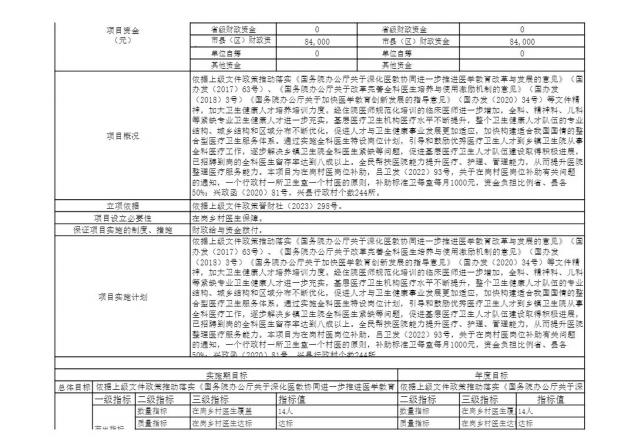 项目资金
(元)
省级财政资金 0 省级财政资金 0
市县（区）财政资 84,000 市县（区）财政资 84,000
单位自筹 0 单位自筹 0
其他资金 其他资金
项目概况
依据上级文件政策推动落实《国务院办公厅关于深化医教协同进一步推进医学教育改革与发展的意见》（国
办发（2017）63号）、《国务院办公厅关于改革完善全科医生培养与使用激励机制的意见》（国办发
（2018）3号）《国务院办公厅关于加快医学教育创新发展的指导意见》（国办发（2020）34号）等文件精
神，加大卫生健康人才培养培训力度，经住院医师规范化培训的临床医师进一步增加，全科、精神科、儿科
等紧缺专业卫生健康人才进一步充实，基层医疗卫生机构医疗水平不断提升，整个卫生健康人才队伍的专业
结构、城乡结构和区域分布不断优化，促进人才与卫生健康事业发展更加适应，加快构建适合我国国情的整
合型医疗卫生服务体系。通过实施全科医生特设岗位计划，引导和鼓励优秀医疗卫生人才到乡镇卫生院从事
全科医疗工作，逐步解决乡镇卫生院全科医生紧缺等问题，促进基层医疗卫生人才队伍建设取得积极进展，
已招聘到岗的全科医生留存率达到八成以上，全民帮扶医院能力提升医疗、护理、管理能力，从而提升医院
整理医疗服务能力。本项目为在岗村医岗位补助，吕卫发（2022）93号，关于在岗村医岗位补助有关问题
的通知，一个行政村一所卫生室一个村医的原则，补助标准卫每室每月1000元，资金负担比例省、县各
50%；兴政函（2020）81号，兴县行政村个数244所。
立项依据 依据上级文件政策晋财社（2023）298号。
项目设立必要性 在岗乡村医生保障。
保证项目实施的制度、措施 财政给与资金拨付。
项目实施计划
依据上级文件政策推动落实《国务院办公厅关于深化医教协同进一步推进医学教育改革与发展的意见》（国
办发（2017）63号）、《国务院办公厅关于改革完善全科医生培养与使用激励机制的意见》（国办发
（2018）3号）《国务院办公厅关于加快医学教育创新发展的指导意见》（国办发（2020）34号）等文件精
神，加大卫生健康人才培养培训力度，经住院医师规范化培训的临床医师进一步增加，全科、精神科、儿科
等紧缺专业卫生健康人才进一步充实，基层医疗卫生机构医疗水平不断提升，整个卫生健康人才队伍的专业
结构、城乡结构和区域分布不断优化，促进人才与卫生健康事业发展更加适应，加快构建适合我国国情的整
合型医疗卫生服务体系。通过实施全科医生特设岗位计划，引导和鼓励优秀医疗卫生人才到乡镇卫生院从事
全科医疗工作，逐步解决乡镇卫生院全科医生紧缺等问题，促进基层医疗卫生人才队伍建设取得积极进展，
已招聘到岗的全科医生留存率达到八成以上，全民帮扶医院能力提升医疗、护理、管理能力，从而提升医院
整理医疗服务能力。本项目为在岗村医岗位补助，吕卫发（2022）93号，关于在岗村医岗位补助有关问题
的通知，一个行政村一所卫生室一个村医的原则，补助标准卫每室每月1000元，资金负担比例省、县各
50%；兴政函（2020）81号，兴县行政村个数244所。
实施期目标 年度目标
总体目标 依据上级文件政策推动落实《国务院办公厅关于深化医教协同进一步推进医学教育 依据上级文件政策推动落实《国务院办公厅关于深
一级指标 二级指标 三级指标 指标值 二级指标 三级指标 指标值
数量指标 在岗乡村医生覆盖 14人 数量指标 在岗乡村医生覆 14人
质量指标 在岗乡村医生达标 达标 质量指标 在岗乡村医生达 达标